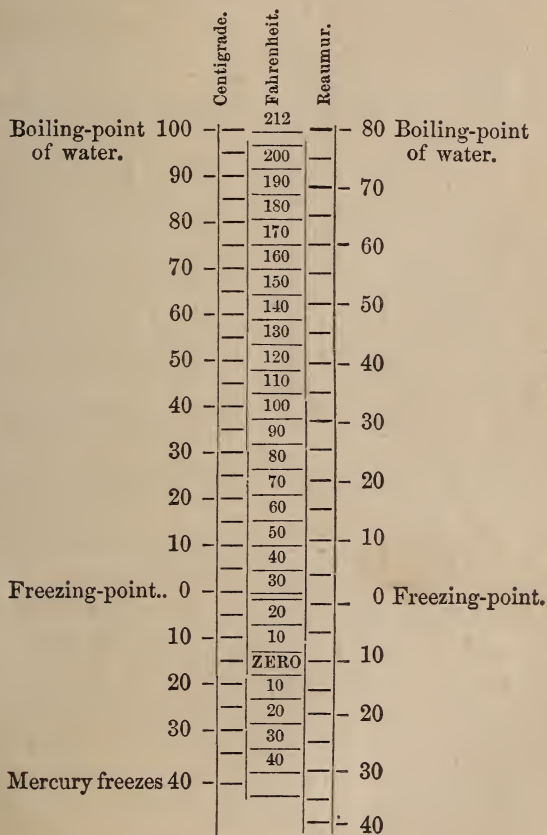 Centigrade. Fahrenheit. Reaumur.
212
Boiling-point 100 80 Boiling-point
of water. of water.
200
90 190 70
180
80 170 60
160
70 150
60 140 50
130
50 120 40
110
40 100
90 30
30 80
70 20
20 60
50 10
10 40
30
Freezing-point.. 0 0 Freezing-point.
20
10 10
ZERO 10
20 10
20 20
30 30
40
Mercury freezes 40 30
40